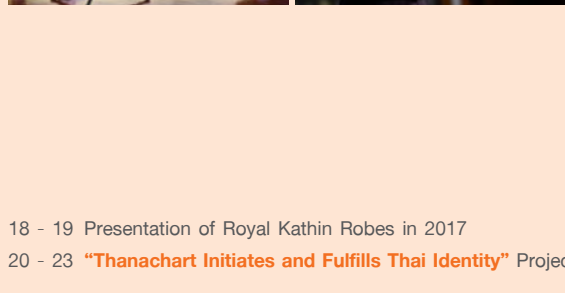 18 - 19 Presentation of Royal Kathin Robes in 2017
20 - 23 “Thanachart Initiates and Fulfills Thai Identity” Projec